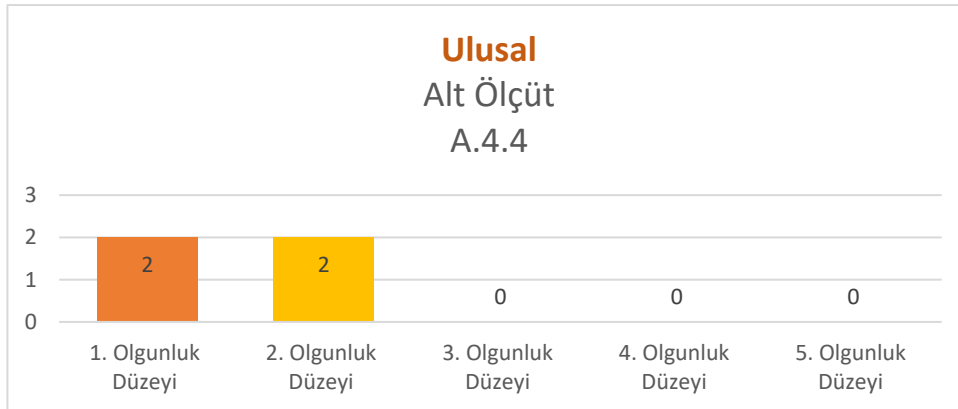 Ulusal
Alt Ölçüt
A.4.4
3
2
1
0
2
2
0
0
0
1. Olgunluk
Düzeyi
2. Olgunluk
Düzeyi
3. Olgunluk
Düzeyi
4. Olgunluk
Düzeyi
5. Olgunluk
Düzeyi